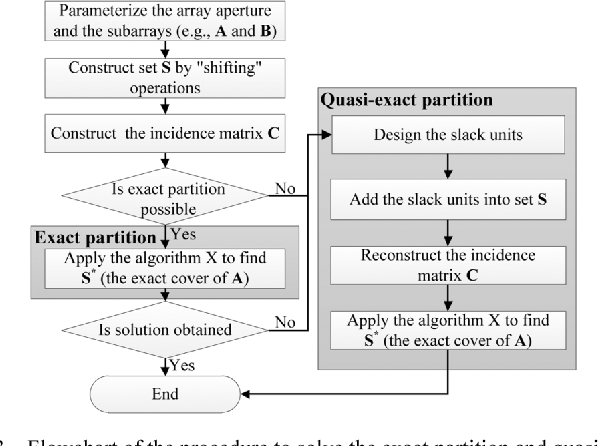 Parameterize the array aperture
and the subarrays (e.g., A and B)
Construct set S by "shifting"
operations
Construct the incidence matrix C
Is exact partition
possible
No
Yes
Exact partition
Apply the algorithm X to find
S* (the exact cover of A)
Is solution obtained
No
Yes
End
Quasi-exact partition
Design the slack units
Add the slack units into set S
Reconstruct the incidence
matrix C
Apply the algorithm X to find
S* (the exact cover of A)
Flowchart of the procedure to solve the exact partition and quasi